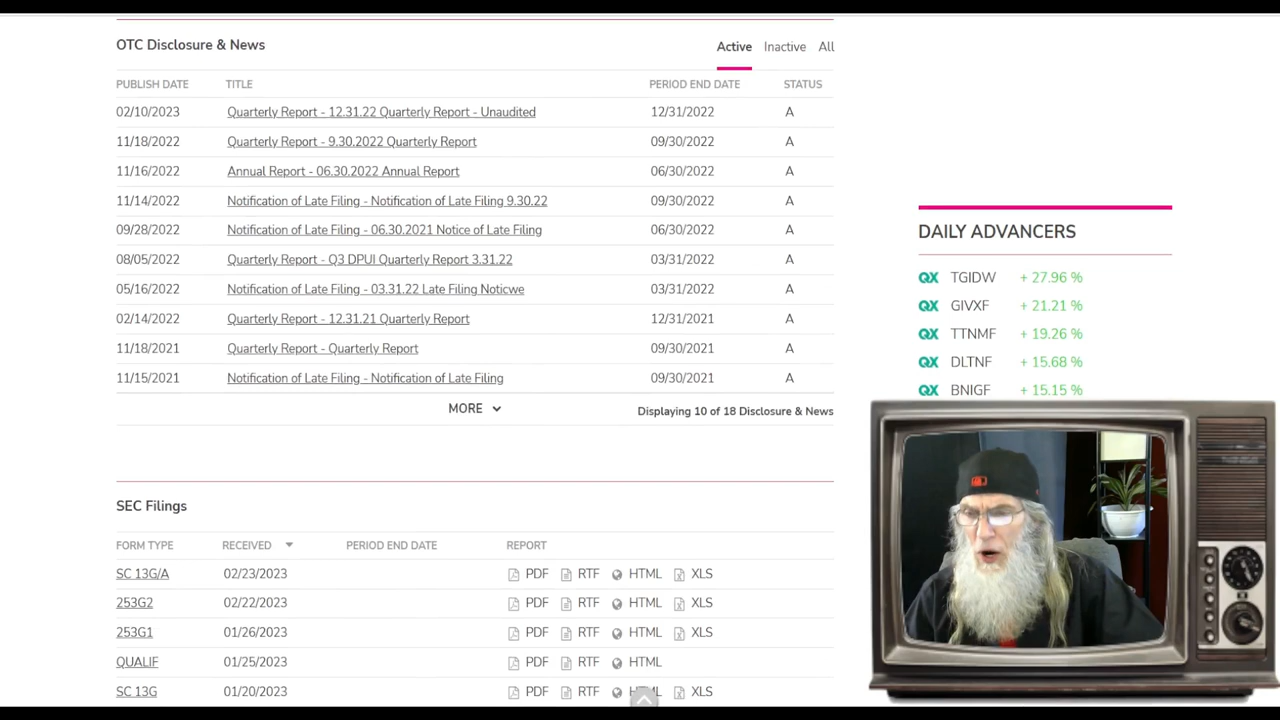 OTC Disclosure & News
Active Inactive All
PUBLISH DATE TITLE PERIOD END DATE STATUS
02/10/2023 Quarterly Report - 12.31.22 Quarterly Report - Unaudited 12/31/2022 A
11/18/2022 Quarterly Report - 9.30.2022 Quarterly Report 09/30/2022 A
11/16/2022 Annual Report - 06.30.2022 Annual Report 06/30/2022 A
11/14/2022 Notification of Late Filing - Notification of Late Filing 9.30.22 09/30/2022 A
09/28/2022 Notification of Late Filing - 06.30.2021 Notice of Late Filing 06/30/2022 A
08/05/2022 Quarterly Report - Q3 DPUI Quarterly Report 3.31.22 03/31/2022 A
05/16/2022 Notification of Late Filing - 03.31.22 Late Filing Noticwe 03/31/2022 A
02/14/2022 Quarterly Report - 12.31.21 Quarterly Report 12/31/2021 A
11/18/2021 Quarterly Report - Quarterly Report 09/30/2021 A
11/15/2021 Notification of Late Filing - Notification of Late Filing 09/30/2021 A
MORE
Displaying 10 of 18 Disclosure & News
SEC Filings
FORM TYPE RECEIVED PERIOD END DATE REPORT
SC 13G/A 02/23/2023 PDF RTF HTML XLS
253G2 02/22/2023 PDF RTF HTML XLS
253G1 01/26/2023 PDF RTF HTML XLS
QUALIF 01/25/2023 PDF RTF HTML
SC 13G 01/20/2023 PDF RTF HTML XLS
DAILY ADVANCERS
QX TGIDW + 27.96 %
QX GIVXF + 21.21 %
QX TTNMF + 19.26 %
QX DLTNF + 15.68 %
QX BNIGF + 15.15 %